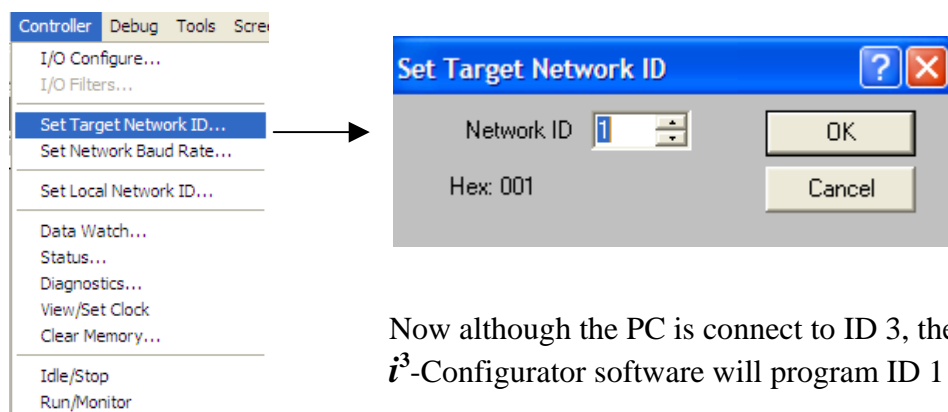 Controller Debug Tools Scre
I/O Configure...
I/O Filters...
Set Target Network ID...
Set Network Baud Rate...
Set Local Network ID...
Data Watch...
Status...
Diagnostics...
View/Set Clock
Clear Memory...
Idle/Stop
Run/Monitor
Set Target Network ID
Network ID 1 OK
Hex: 001 Cancel
Now although the PC is connect to ID 3, the
i³-Configurator software will program ID 1